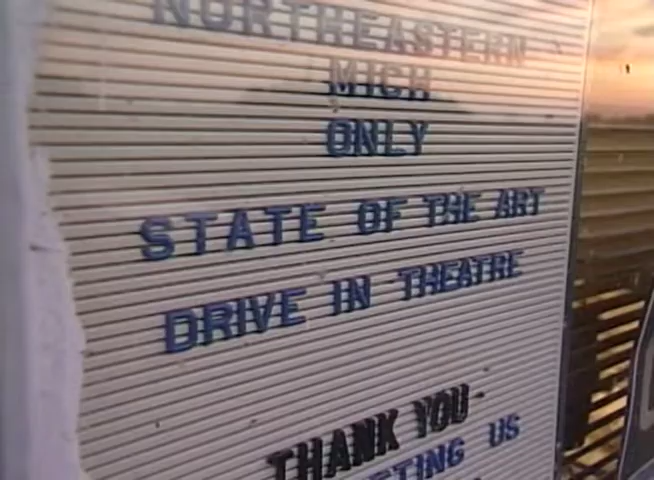 NORTHEASTERN
MICH
ONLY
STATE OF THE ART
DRIVE IN THEATRE
THANK YOU-
US